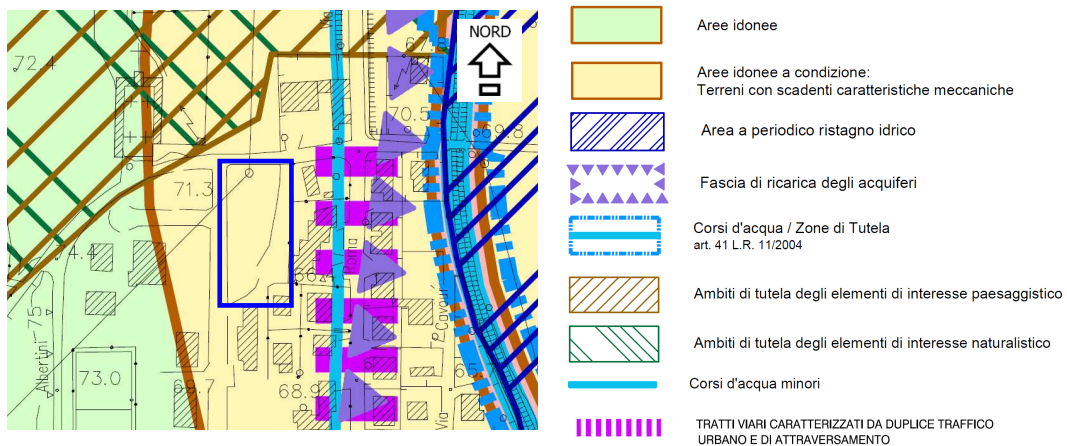 NORD
72.4
67.8
70.5
69.8
71.3
74.4
Roma
75
Albertini
73.0
69.7
68.9
Cavour
Via
Aree idonee
Aree idonee a condizione:
Terreni con scadenti caratteristiche meccaniche
Area a periodico ristagno idrico
Fascia di ricarica degli acquiferi
Corsi d'acqua / Zone di Tutela
art. 41 L.R. 11/2004
Ambiti di tutela degli elementi di interesse paesaggistico
Ambiti di tutela degli elementi di interesse naturalistico
Corsi d'acqua minori
TRATTI VIARI CARATTERIZZATI DA DUPLICE TRAFFICO
URBANO E DI ATTRAVERSAMENTO